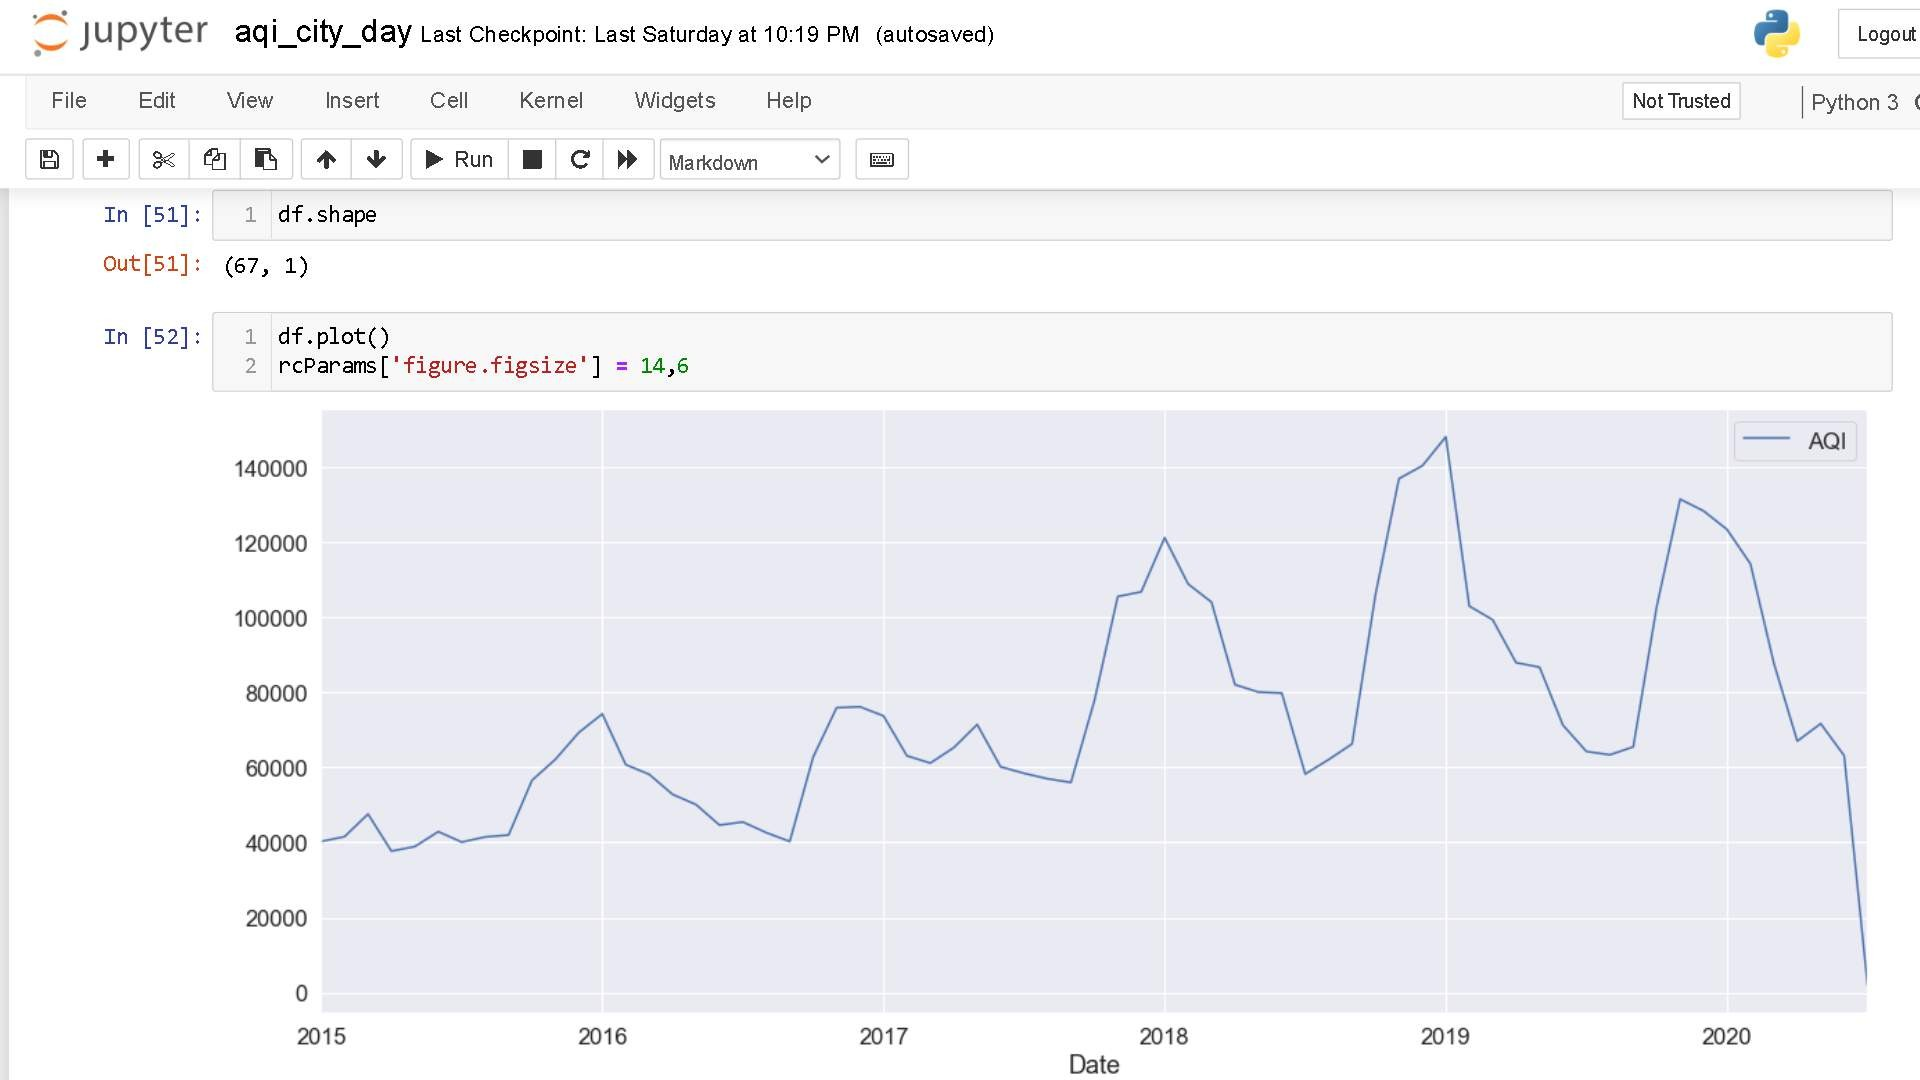 jupyter aqi_city_day Last Checkpoint: Last Saturday at 10:19 PM (autosaved) Logout
File Edit View Insert Cell Kernel Widgets Help Not Trusted Python 3
Run Markdown
In [51]: 1 df.shape
Out[51]: (67, 1)
In [52]: 1 df.plot()
2 rcParams['figure.figsize'] = 14,6
AQI
140000
120000
100000
80000
60000
40000
20000
0
2015 2016 2017 2018 2019 2020
Date